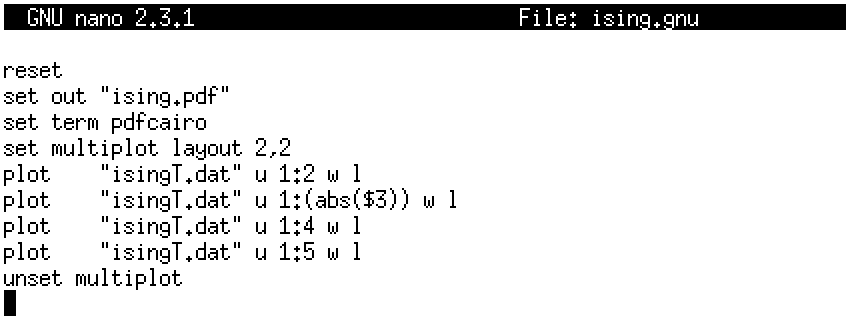 GNU nano 2.3.1 File: ising.gnu
reset
set out "ising.pdf"
set term pdfcairo
set multiplot layout 2,2
plot    "isingT.dat" u 1:2 w l
plot    "isingT.dat" u 1:(abs($3)) w l
plot    "isingT.dat" u 1:4 w l
plot    "isingT.dat" u 1:5 w l
unset multiplot